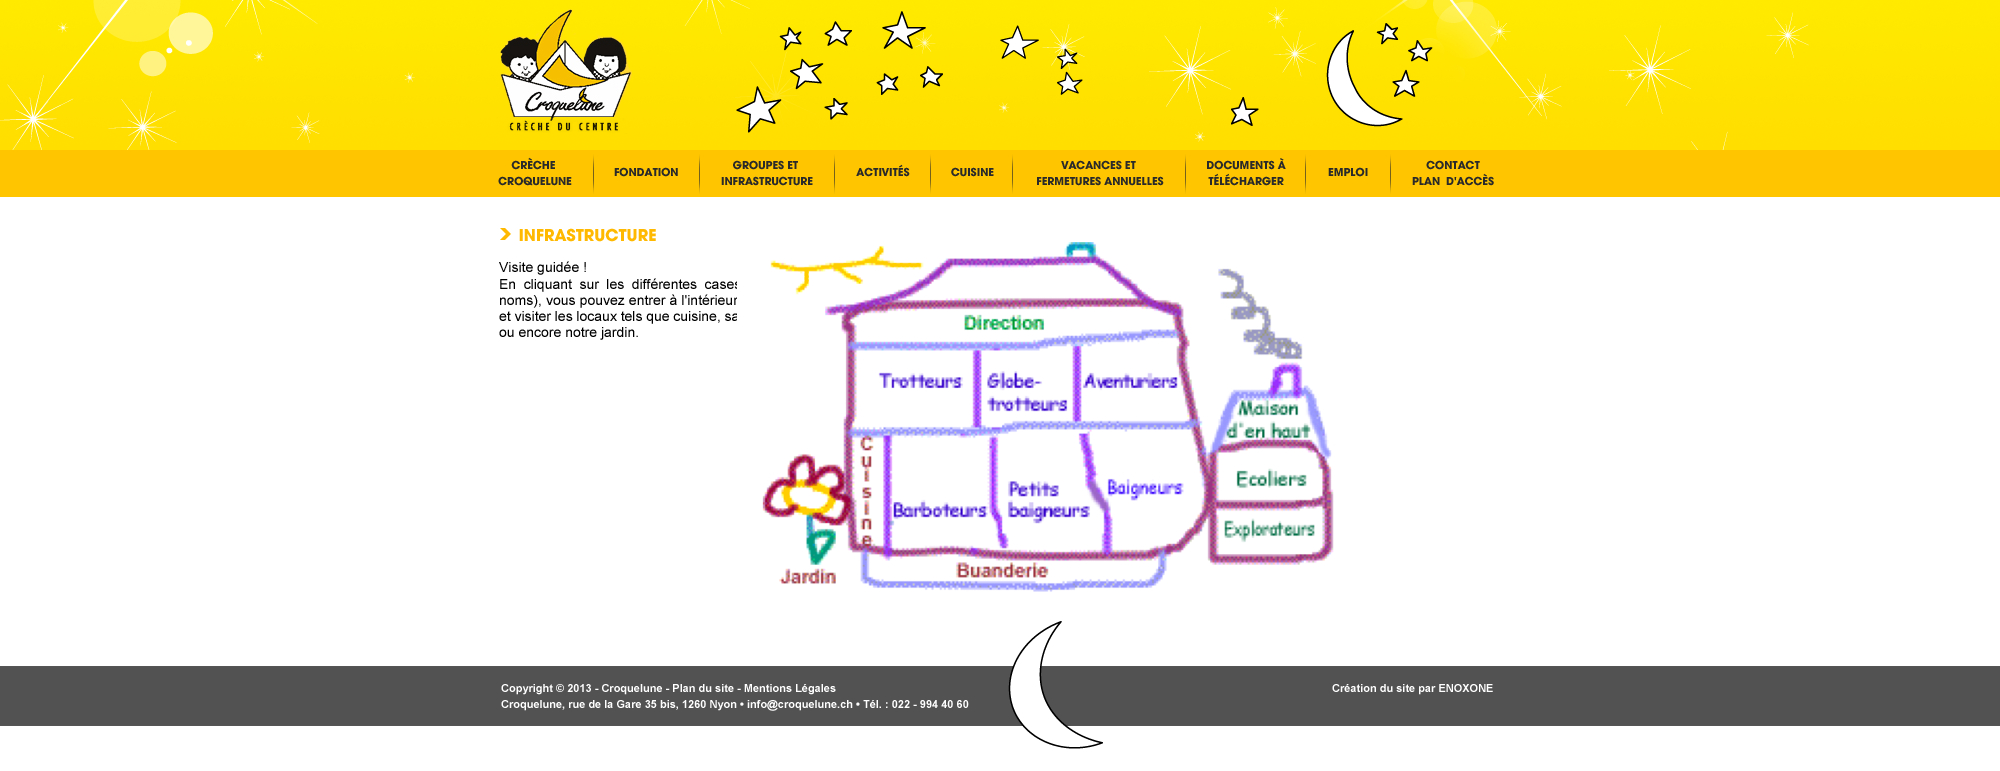 Croquelune
CRÈCHE DU CENTRE
CRÈCHE
CROQUELUNE
FONDATION
GROUPES ET
INFRASTRUCTURE
ACTIVITÉS
CUISINE
VACANCES ET
FERMETURES ANNUELLES
DOCUMENTS À
TÉLÉCHARGER
EMPLOI
CONTACT
PLAN D'ACCÈS
> INFRASTRUCTURE
Visite guidée !
En cliquant sur les différentes cases
noms), vous pouvez entrer à l'intérieur
et visiter les locaux tels que cuisine, sa
ou encore notre jardin.
Direction
Trotteurs
Globe-
trotteurs
Aventuriers
Maison
d'en haut
Cuisine
Barboteurs
Petits
baigneurs
Baigneurs
Ecoliers
Explorateurs
Jardin
Buanderie
Copyright © 2013 - Croquelune - Plan du site - Mentions Légales
Croquelune, rue de la Gare 35 bis, 1260 Nyon • info@croquelune.ch • Tél. : 022 - 994 40 60
Création du site par ENOXONE